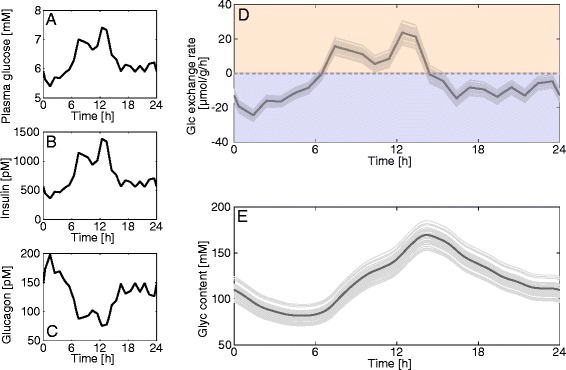 A
Plasma glucose [mM]
8
7
6
5
0 6 12 18 24
Time [h]
B
Insulin [pM]
1500
1000
500
0
0 6 12 18 24
Time [h]
C
Glucagon [pM]
200
150
100
50
0 6 12 18 24
Time [h]
D
Glc exchange rate
[µmol/g/h]
40
20
0
-20
-40
0 6 12 18 24
Time [h]
E
Glyc content [mM]
200
150
100
50
0 6 12 18 24
Time [h]